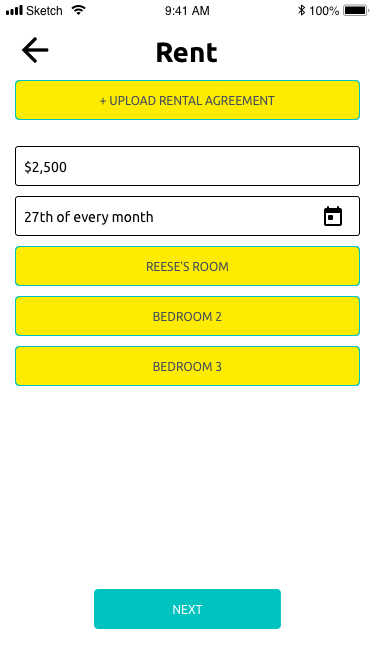 Sketch 9:41 AM 100%
Rent
+ UPLOAD RENTAL AGREEMENT
$2,500
27th of every month
REESE'S ROOM
BEDROOM 2
BEDROOM 3
NEXT